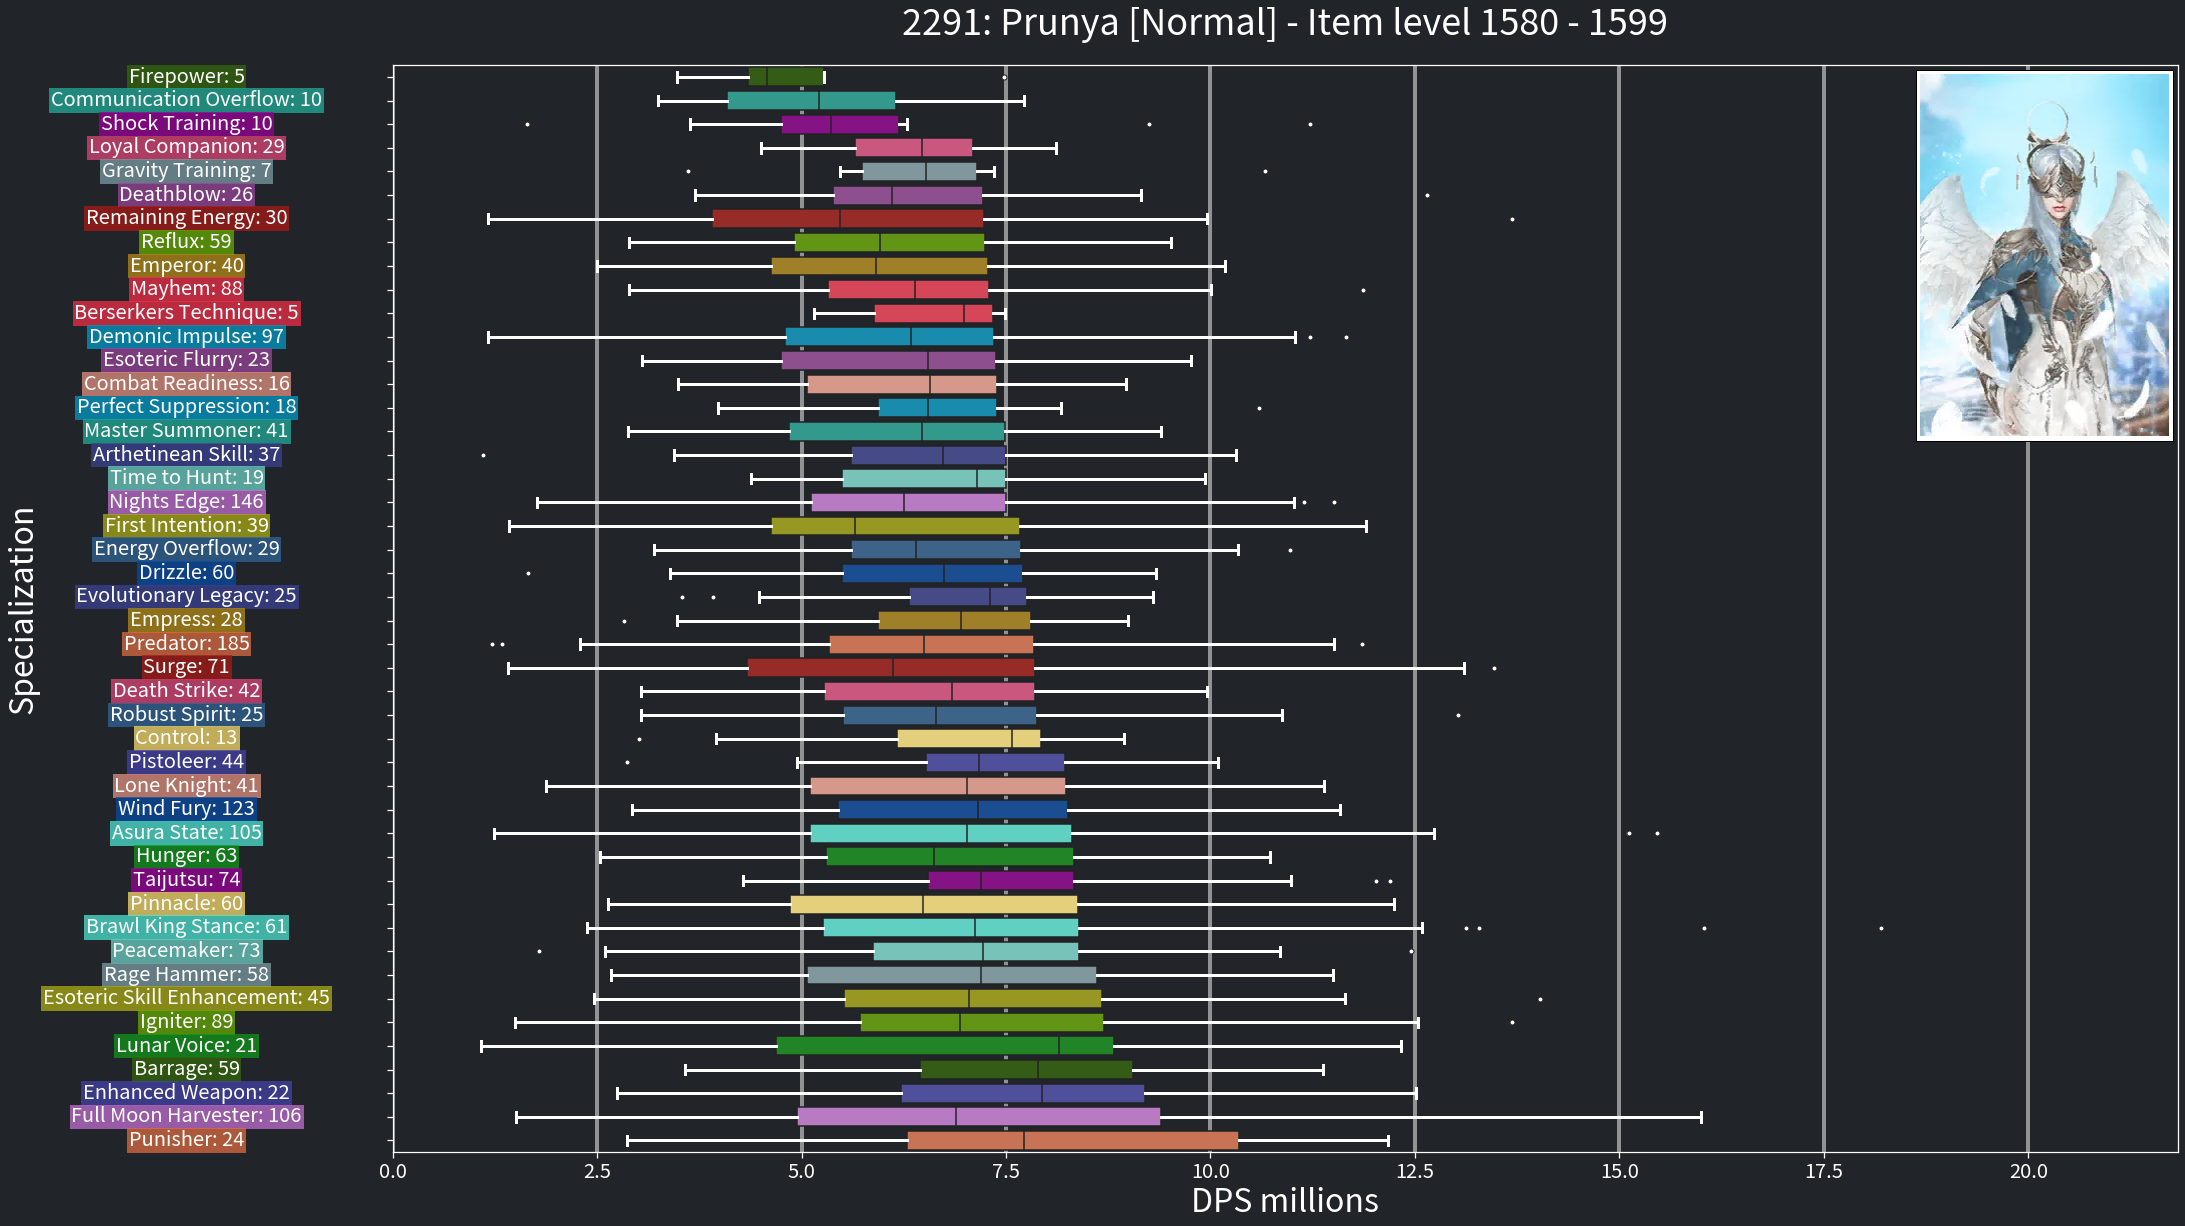 2291: Prunya [Normal] - Item level 1580 - 1599
Specialization
Firepower: 5
Communication Overflow: 10
Shock Training: 10
Loyal Companion: 29
Gravity Training: 7
Deathblow: 26
Remaining Energy: 30
Reflux: 59
Emperor: 40
Mayhem: 88
Berserkers Technique: 5
Demonic Impulse: 97
Esoteric Flurry: 23
Combat Readiness: 16
Perfect Suppression: 18
Master Summoner: 41
Arthetinean Skill: 37
Time to Hunt: 19
Nights Edge: 146
First Intention: 39
Energy Overflow: 29
Drizzle: 60
Evolutionary Legacy: 25
Empress: 28
Predator: 185
Surge: 71
Death Strike: 42
Robust Spirit: 25
Control: 13
Pistoleer: 44
Lone Knight: 41
Wind Fury: 123
Asura State: 105
Hunger: 63
Taijutsu: 74
Pinnacle: 60
Brawl King Stance: 61
Peacemaker: 73
Rage Hammer: 58
Esoteric Skill Enhancement: 45
Igniter: 89
Lunar Voice: 21
Barrage: 59
Enhanced Weapon: 22
Full Moon Harvester: 106
Punisher: 24
0.0 2.5 5.0 7.5 10.0 12.5 15.0 17.5 20.0
DPS millions